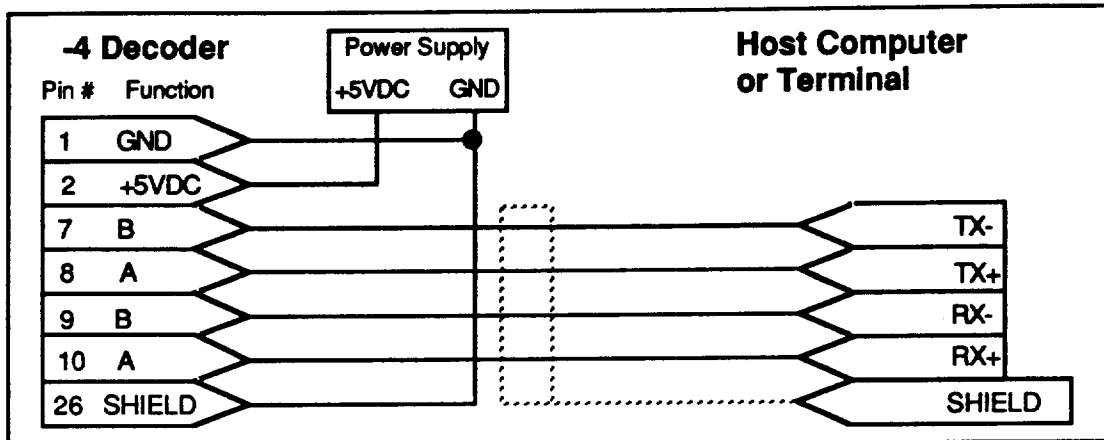 -4 Decoder
Pin # Function
1 GND
2 +5VDC
7 B
8 A
9 B
10 A
26 SHIELD
Power Supply
+5VDC GND
Host Computer
or Terminal
TX-
TX+
RX-
RX+
SHIELD